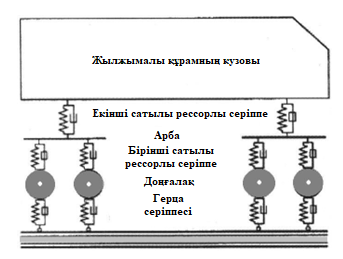 Жылжымалы құрамның кузовы
Екінші сатылы рессорлы серіппе
Арба
Бірінші сатылы
рессорлы серіппе
Доңғалақ
Герца
серіппесі